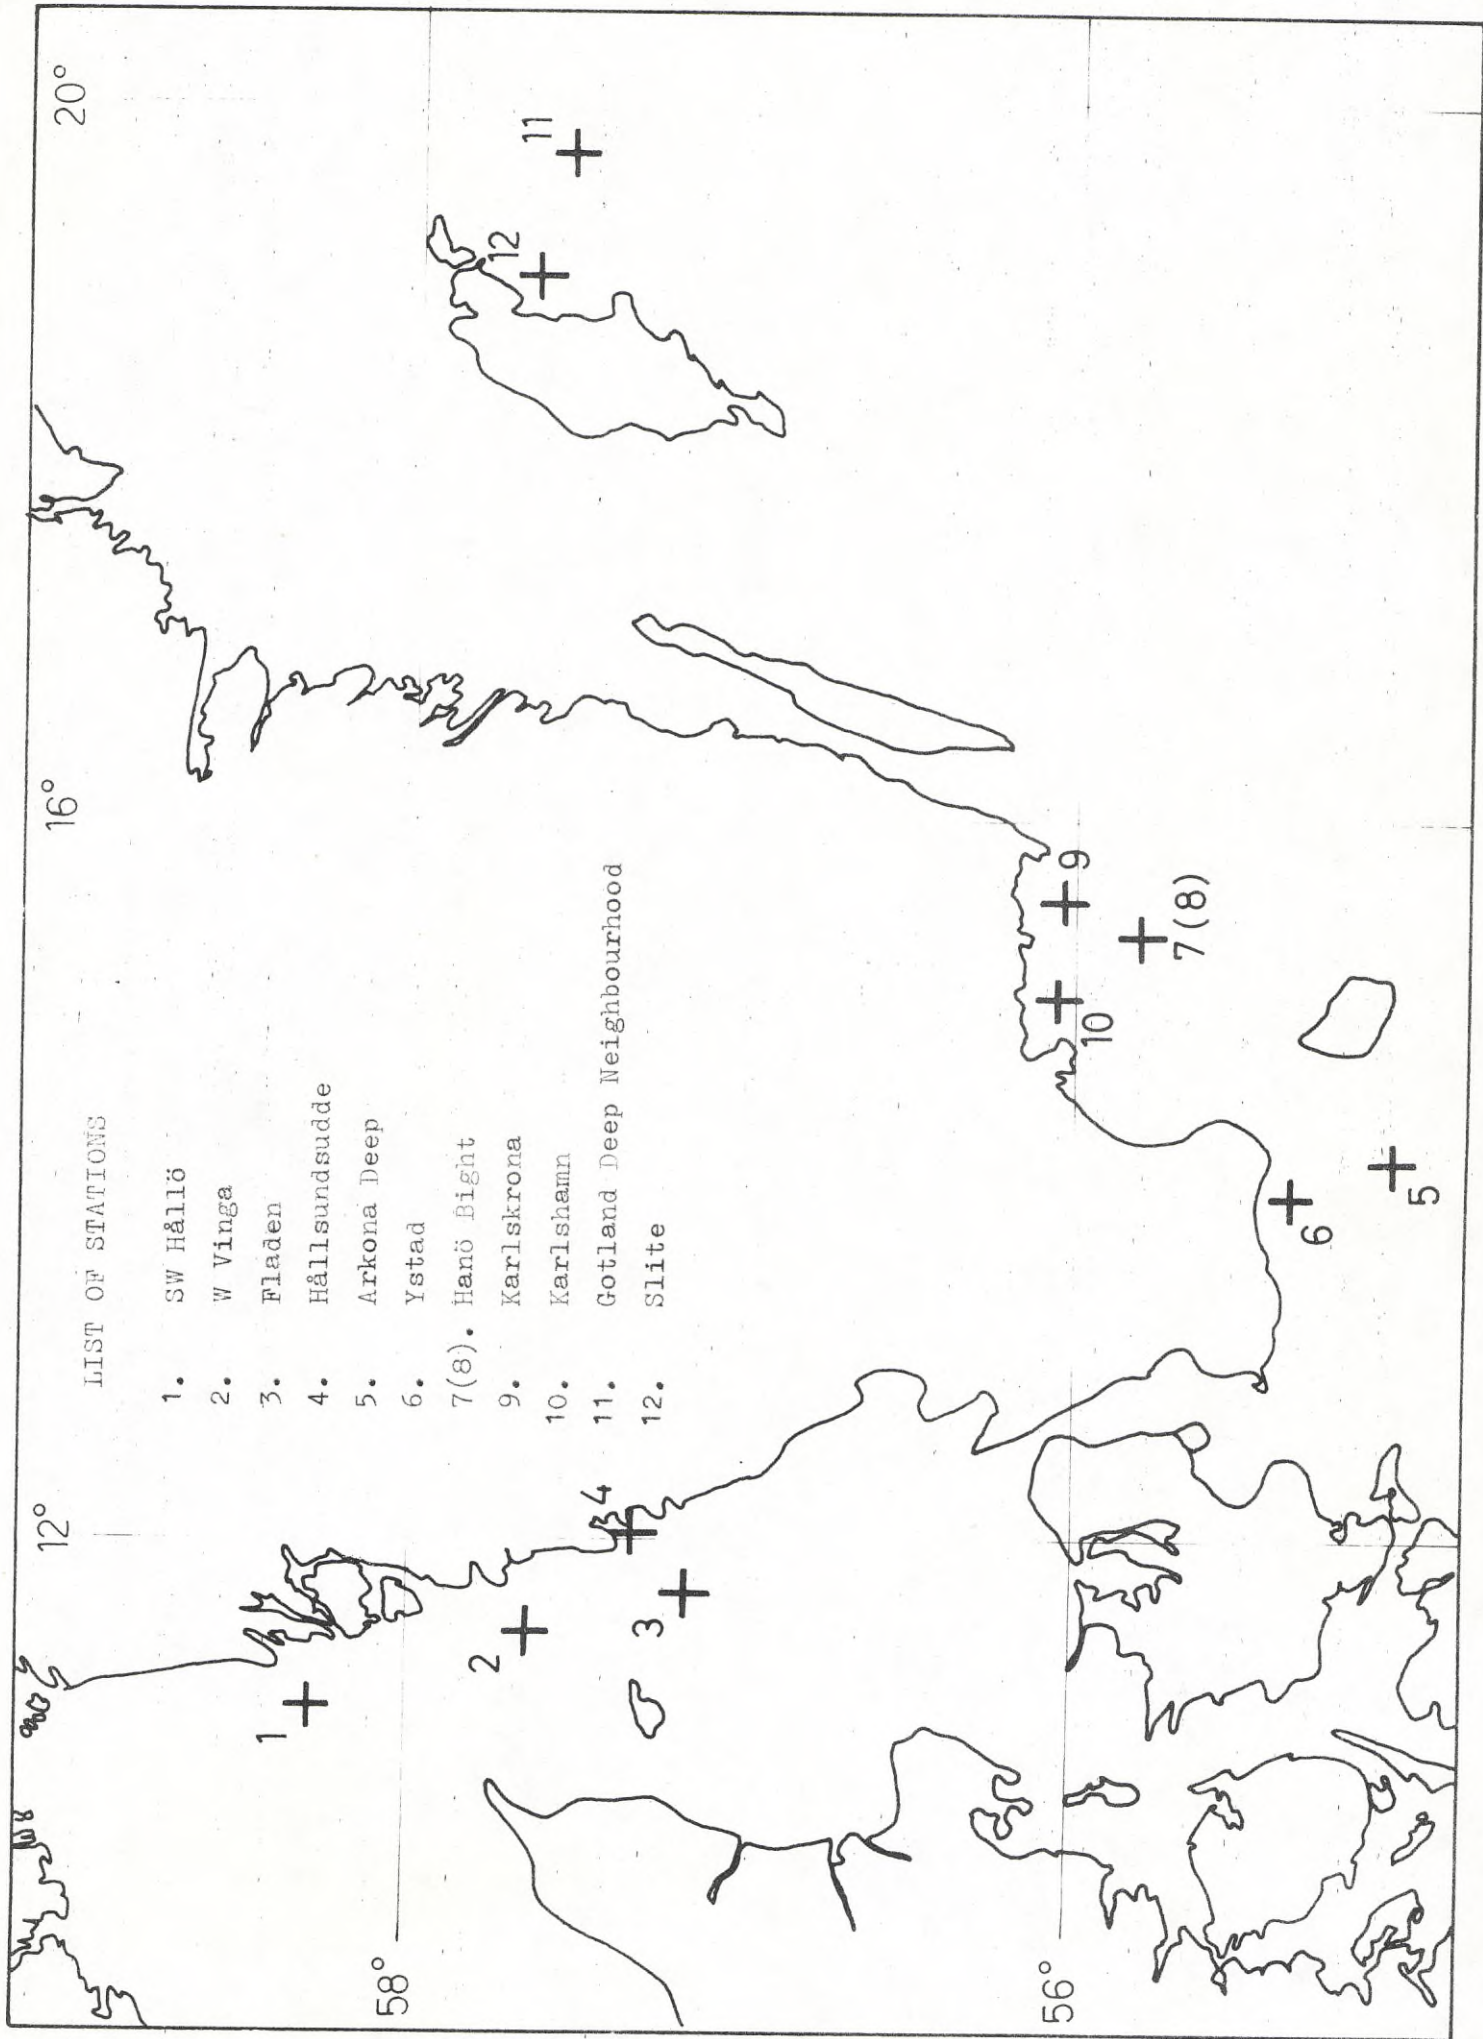 LIST OF STATIONS
1. SW Hållö
2. W Vinga
3. Fladen
4. Hållsundsudde
5. Arkona Deep
6. Ystad
7(8). Hanö Bight
9. Karlskrona
10. Karlshamn
11. Gotland Deep Neighbourhood
12. Slite
12°
16°
20°
58°
56°
1
2
3
4
5
6
7(8)
9
10
11
12